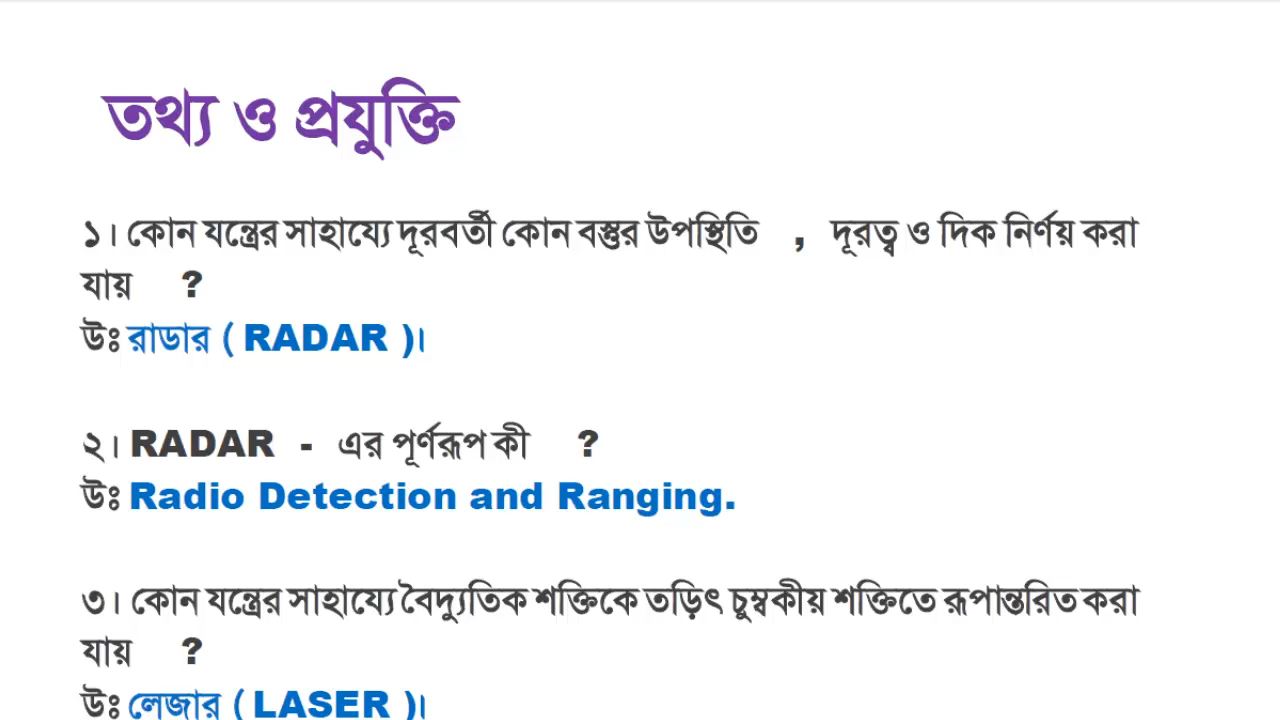 তথ্য ও প্রযুক্তি
১। কোন যন্ত্রের সাহায্যে দূরবর্তী কোন বস্তুর উপস্থিতি , দূরত্ব ও দিক নির্ণয় করা
যায় ?
উঃ রাডার ( RADAR )।
২। RADAR - এর পূর্ণরূপ কী ?
উঃ Radio Detection and Ranging.
৩। কোন যন্ত্রের সাহায্যে বৈদ্যুতিক শক্তিকে তড়িৎ চুম্বকীয় শক্তিতে রূপান্তরিত করা
যায় ?
উঃ লেজার ( LASER )।